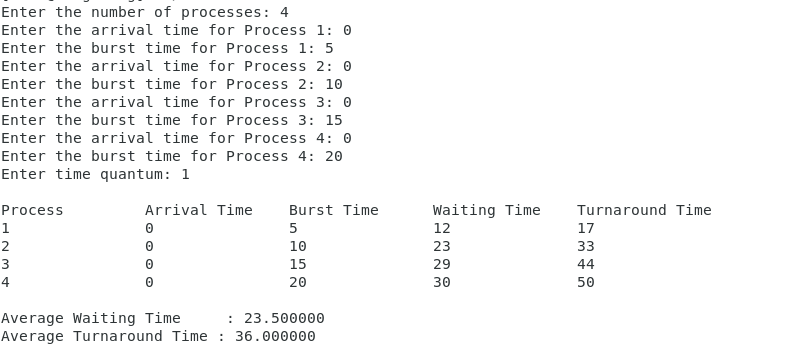 Enter the number of processes: 4
Enter the arrival time for Process 1: 0
Enter the burst time for Process 1: 5
Enter the arrival time for Process 2: 0
Enter the burst time for Process 2: 10
Enter the arrival time for Process 3: 0
Enter the burst time for Process 3: 15
Enter the arrival time for Process 4: 0
Enter the burst time for Process 4: 20
Enter time quantum: 1

Process         Arrival Time    Burst Time      Waiting Time    Turnaround Time
1               0               5               12              17
2               0               10              23              33
3               0               15              29              44
4               0               20              30              50

Average Waiting Time     : 23.500000
Average Turnaround Time : 36.000000